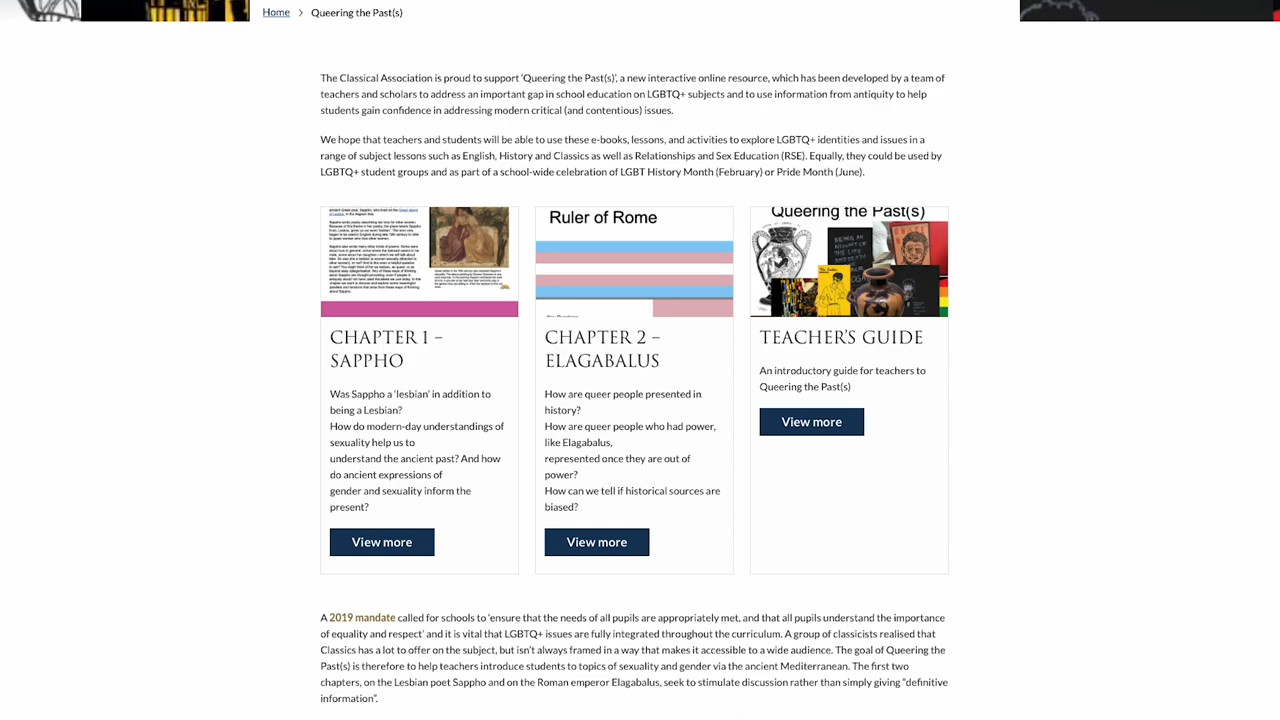 Home > Queering the Past(s)
The Classical Association is proud to support 'Queering the Past(s)', a new interactive online resource, which has been developed by a team of
teachers and scholars to address an important gap in school education on LGBTQ+ subjects and to use information from antiquity to help
students gain confidence in addressing modern critical (and contentious) issues.
We hope that teachers and students will be able to use these e-books, lessons, and activities to explore LGBTQ+ identities and issues in a
range of subject lessons such as English, History and Classics as well as Relationships and Sex Education (RSE). Equally, they could be used by
LGBTQ+ student groups and as part of a school-wide celebration of LGBT History Month (February) or Pride Month (June).
CHAPTER 1 –
SAPPHO
Was Sappho a 'lesbian' in addition to
being a Lesbian?
How do modern-day understandings of
sexuality help us to
understand the ancient past? And how
do ancient expressions of
gender and sexuality inform the
present?
View more
Ruler of Rome
CHAPTER 2 –
ELAGABALUS
How are queer people presented in
history?
How are queer people who had power,
like Elagabalus,
represented once they are out of
power?
How can we tell if historical sources are
biased?
View more
Queering the Past(s)
TEACHER'S GUIDE
An introductory guide for teachers to
Queering the Past(s)
View more
A 2019 mandate called for schools to 'ensure that the needs of all pupils are appropriately met, and that all pupils understand the importance
of equality and respect' and it is vital that LGBTQ+ issues are fully integrated throughout the curriculum. A group of classicists realised that
Classics has a lot to offer on the subject, but isn't always framed in a way that makes it accessible to a wide audience. The goal of Queering the
Past(s) is therefore to help teachers introduce students to topics of sexuality and gender via the ancient Mediterranean. The first two
chapters, on the Lesbian poet Sappho and on the Roman emperor Elagabalus, seek to stimulate discussion rather than simply giving "definitive
information".